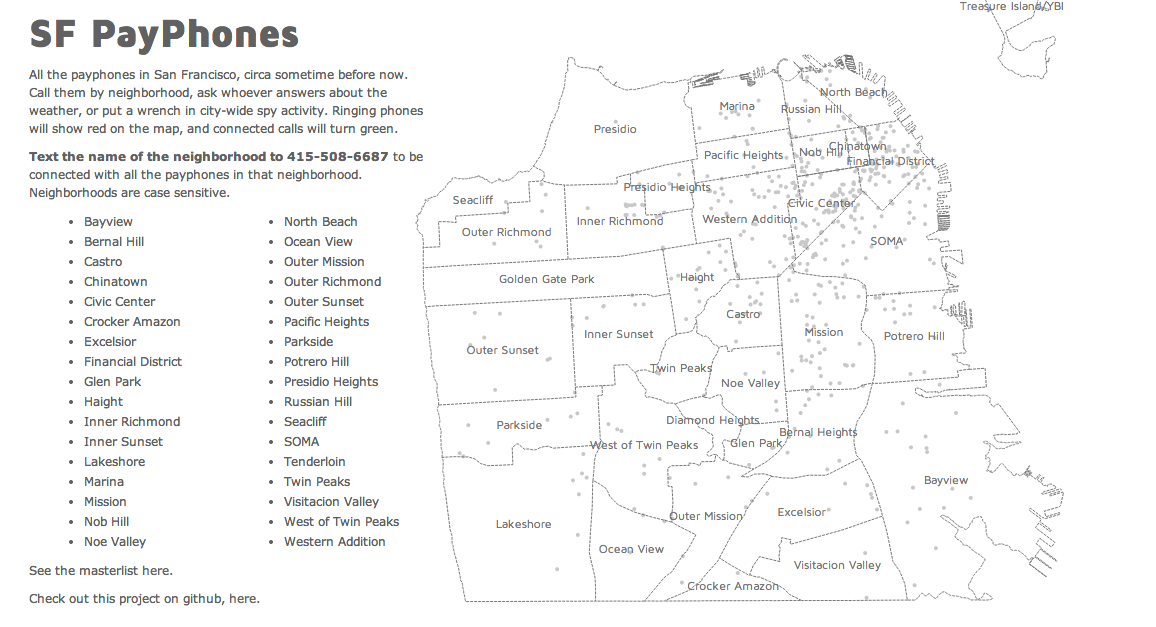 SF PayPhones
All the payphones in San Francisco, circa sometime before now.
Call them by neighborhood, ask whoever answers about the
weather, or put a wrench in city-wide spy activity. Ringing phones
will show red on the map, and connected calls will turn green.
Text the name of the neighborhood to 415-508-6687 to be
connected with all the payphones in that neighborhood.
Neighborhoods are case sensitive.
Bayview
Bernal Hill
Castro
Chinatown
Civic Center
Crocker Amazon
Excelsior
Financial District
Glen Park
Haight
Inner Richmond
Inner Sunset
Lakeshore
Marina
Mission
Nob Hill
Noe Valley
North Beach
Ocean View
Outer Mission
Outer Richmond
Outer Sunset
Pacific Heights
Parkside
Potrero Hill
Presidio Heights
Russian Hill
Seacliff
SOMA
Tenderloin
Twin Peaks
Visitacion Valley
West of Twin Peaks
Western Addition
See the masterlist here.
Check out this project on github, here.
Treasure Island/YBI
North Beach
Marina
Russian Hill
Presidio
Chinatown
Nob Hill
Pacific Heights
Financial District
Presidio Heights
Seacliff
Civic Center
Inner Richmond
Western Addition
Outer Richmond
SOMA
Golden Gate Park
Haight
Castro
Inner Sunset
Mission
Potrero Hill
Outer Sunset
Twin Peaks
Noe Valley
Parkside
Diamond Heights
Bernal Heights
West of Twin Peaks
Glen Park
Bayview
Lakeshore
Outer Mission
Excelsior
Ocean View
Visitacion Valley
Crocker Amazon